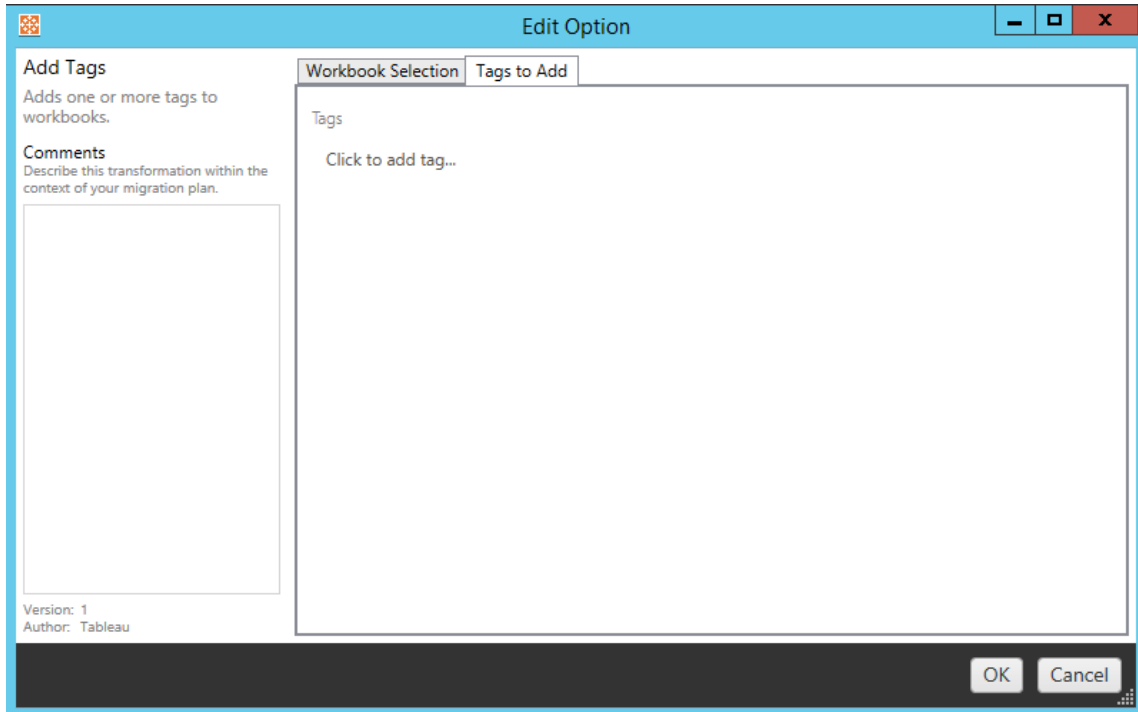 Edit Option
Add Tags
Adds one or more tags to
workbooks.
Comments
Describe this transformation within the
context of your migration plan.
Version: 1
Author: Tableau
Workbook Selection
Tags to Add
Tags
Click to add tag...
OK
Cancel